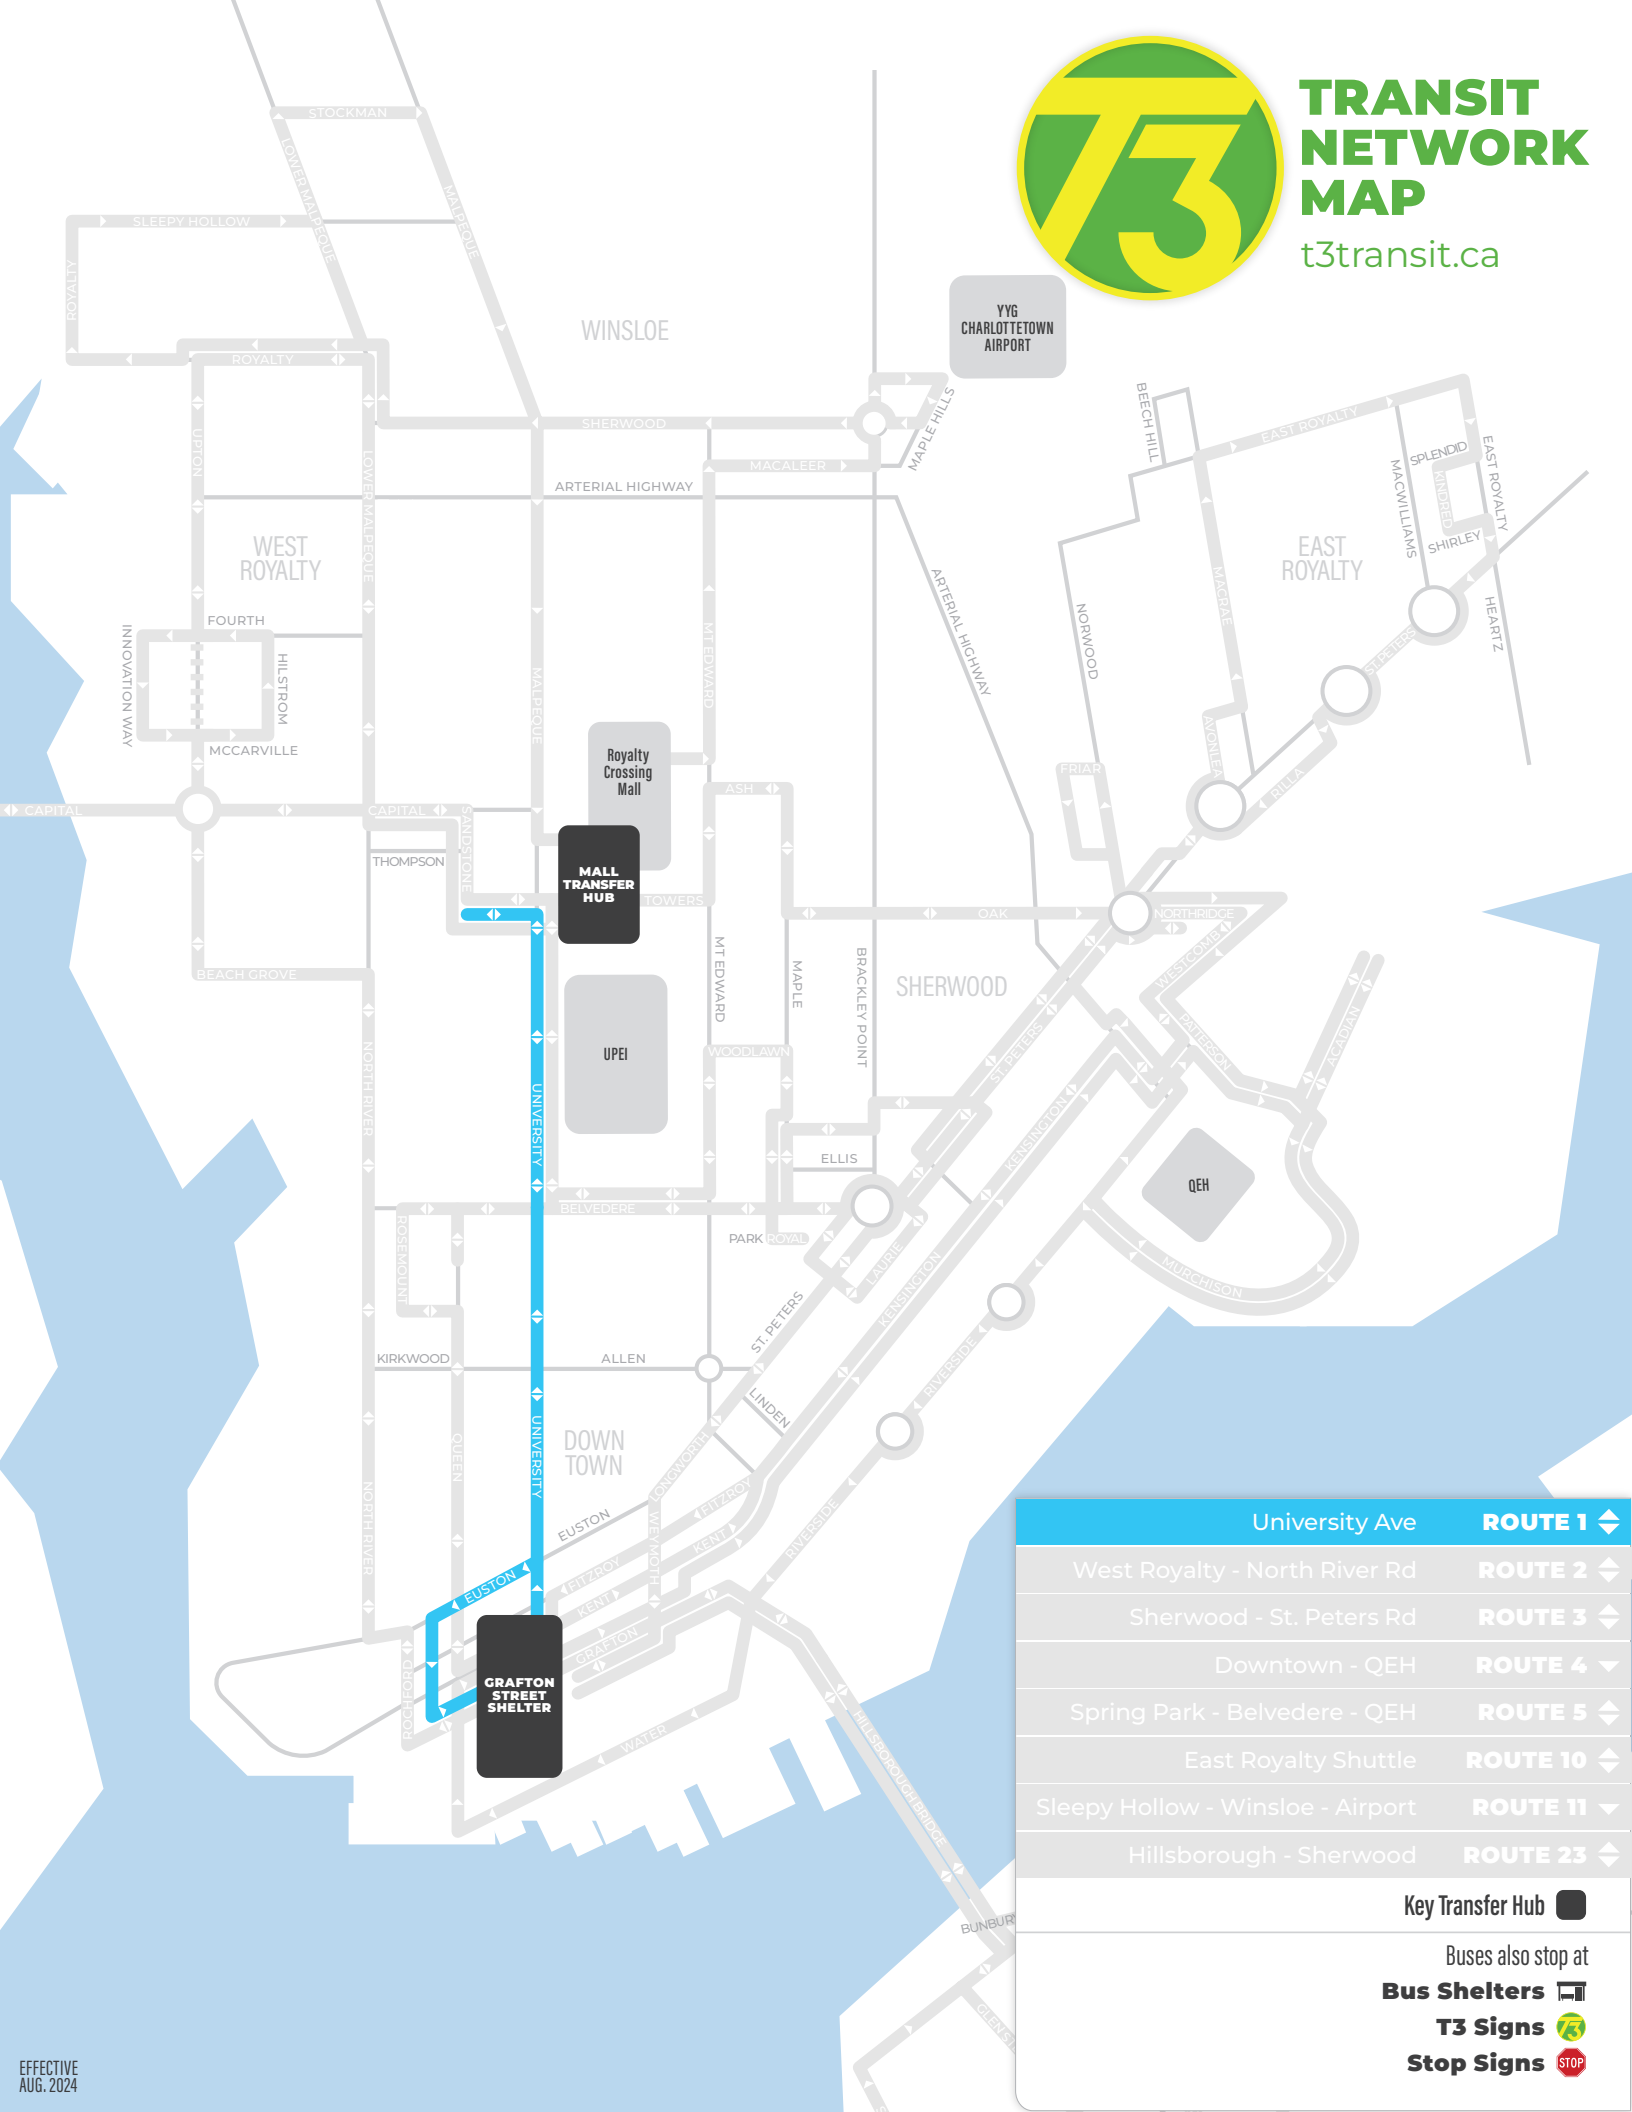 T3
TRANSIT
NETWORK
MAP
t3transit.ca
STOCKMAN
LOWER MALPEQUE
MALPEQUE
SLEEPY HOLLOW
ROYALTY
WINSLOE
YYG
CHARLOTTETOWN
AIRPORT
ROYALTY
SHERWOOD
MAPLE HILLS
MACALEER
ARTERIAL HIGHWAY
UPTON
LOWER MALPEQUE
BEECH HILL
EAST ROYALTY
SPLENDID
KINDRED
SHIRLEY
EAST ROYALTY
MACWILLIAMS
HEARTZ
WEST
ROYALTY
EAST
ROYALTY
MACRAE
NORWOOD
ARTERIAL HIGHWAY
FOURTH
INNOVATION WAY
HILSTROM
MCCARVILLE
MALPEQUE
MT EDWARD
ST. PETERS
AVONLEA
RILLA
FRIAR
Royalty
Crossing
Mall
ASH
CAPITAL
CAPITAL
SANDSTONE
THOMPSON
MALL
TRANSFER
HUB
TOWERS
OAK
NORTHRIDGE
WESTCOMB
BEACH GROVE
MT EDWARD
MAPLE
BRACKLEY POINT
SHERWOOD
UPEI
ST. PETERS
PATTERSON
ACADIAN
NORTH RIVER
UNIVERSITY
WOODLAWN
KENSINGTON
ELLIS
QEH
ROSEMOUNT
BELVEDERE
PARK ROYAL
LAURIE
KENSINGTON
MURCHISON
ST. PETERS
KIRKWOOD
ALLEN
RIVERSIDE
LINDEN
DOWN
TOWN
QUEEN
UNIVERSITY
NORTH RIVER
LONGWORTH
FITZROY
EUSTON
WEYMOUTH
KENT
RIVERSIDE
EUSTON
FITZROY
KENT
GRAFTON
ROCHFORD
GRAFTON
STREET
SHELTER
WATER
HILLSBOROUGH BRIDGE
University Ave ROUTE 1
West Royalty - North River Rd ROUTE 2
Sherwood - St. Peters Rd ROUTE 3
Downtown - QEH ROUTE 4
Spring Park - Belvedere - QEH ROUTE 5
East Royalty Shuttle ROUTE 10
Sleepy Hollow - Winsloe - Airport ROUTE 11
Hillsborough - Sherwood ROUTE 23
Key Transfer Hub
Buses also stop at
Bus Shelters
T3 Signs T3
Stop Signs STOP
BUNBURY
EFFECTIVE
AUG. 2024